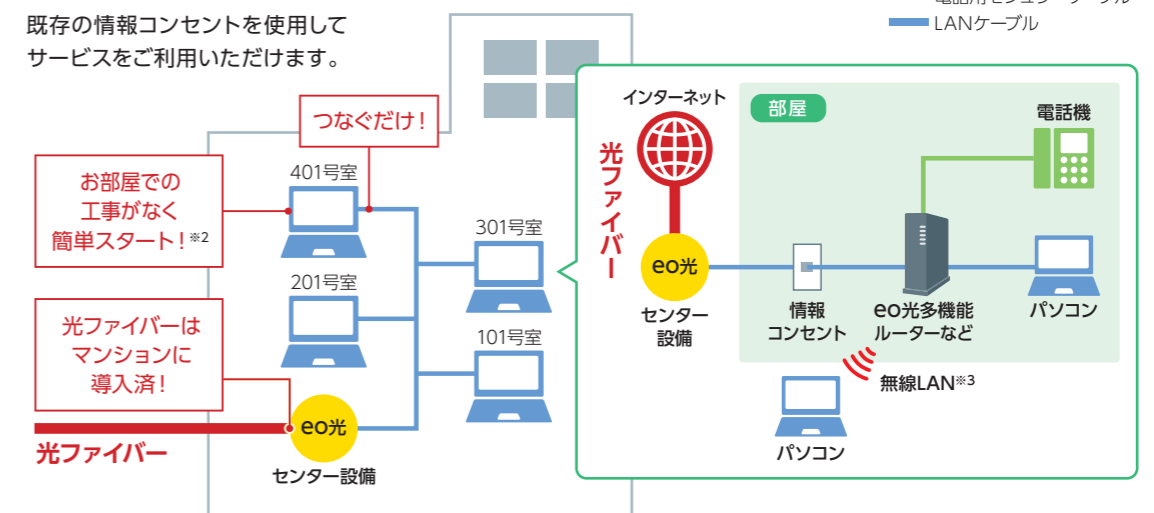 既存の情報コンセントを使用して
サービスをご利用いただけます。
LANケーブル
つなぐだけ！
お部屋での
工事がなく
簡単スタート！※2
光ファイバーは
マンションに
導入済！
光ファイバー
401号室
201号室
301号室
101号室
eo光
センター設備
インターネット
光ファイバー
eo光
センター
設備
部屋
電話機
情報
コンセント
eo光多機能
ルーターなど
パソコン
無線LAN※3
パソコン